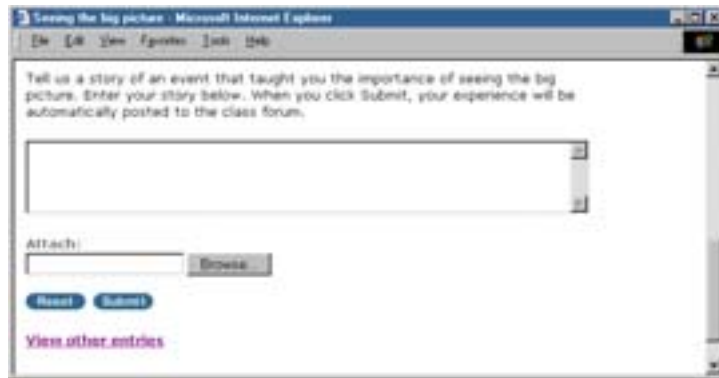 Seeing the big picture - Microsoft Internet Explorer
File Edit View Favorites Tools Help
Tell us a story of an event that taught you the importance of seeing the big
picture. Enter your story below. When you click Submit, your experience will be
automatically posted to the class forum.
Attach:
Browse...
Reset Submit
View other entries